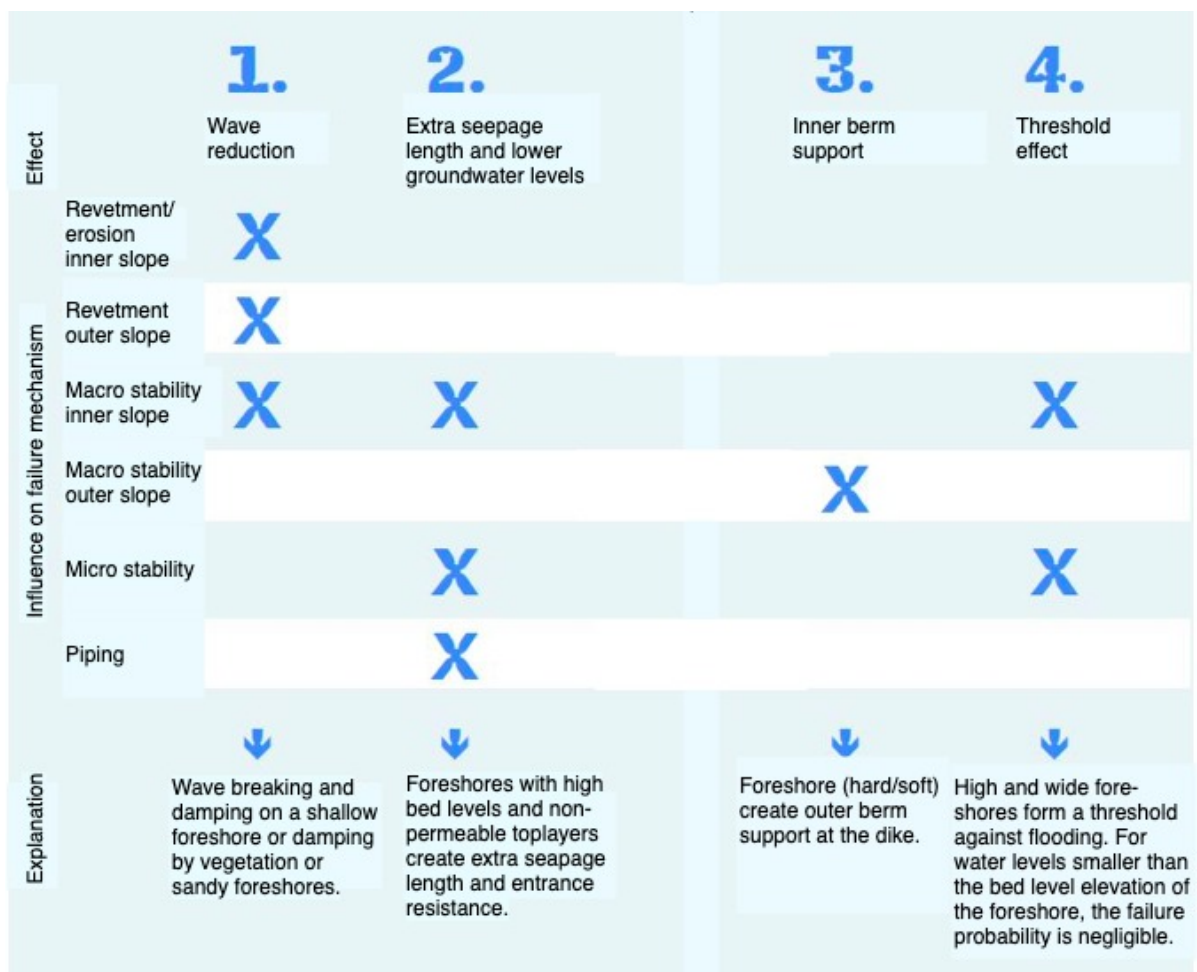 1.
2.
3.
4.
Effect
Wave
reduction
Extra seepage
length and lower
groundwater levels
Inner berm
support
Threshold
effect
Influence on failure mechanism
Revetment/
erosion
inner slope
X
Revetment
outer slope
X
Macro stability
inner slope
X
X
X
Macro stability
outer slope
X
Micro stability
X
X
Piping
X
Explanation
Wave breaking and
damping on a shallow
foreshore or damping
by vegetation or
sandy foreshores.
Foreshores with high
bed levels and non-
permeable toplayers
create extra seapage
length and entrance
resistance.
Foreshore (hard/soft)
create outer berm
support at the dike.
High and wide fore-
shores form a threshold
against flooding. For
water levels smaller than
the bed level elevation of
the foreshore, the failure
probability is negligible.